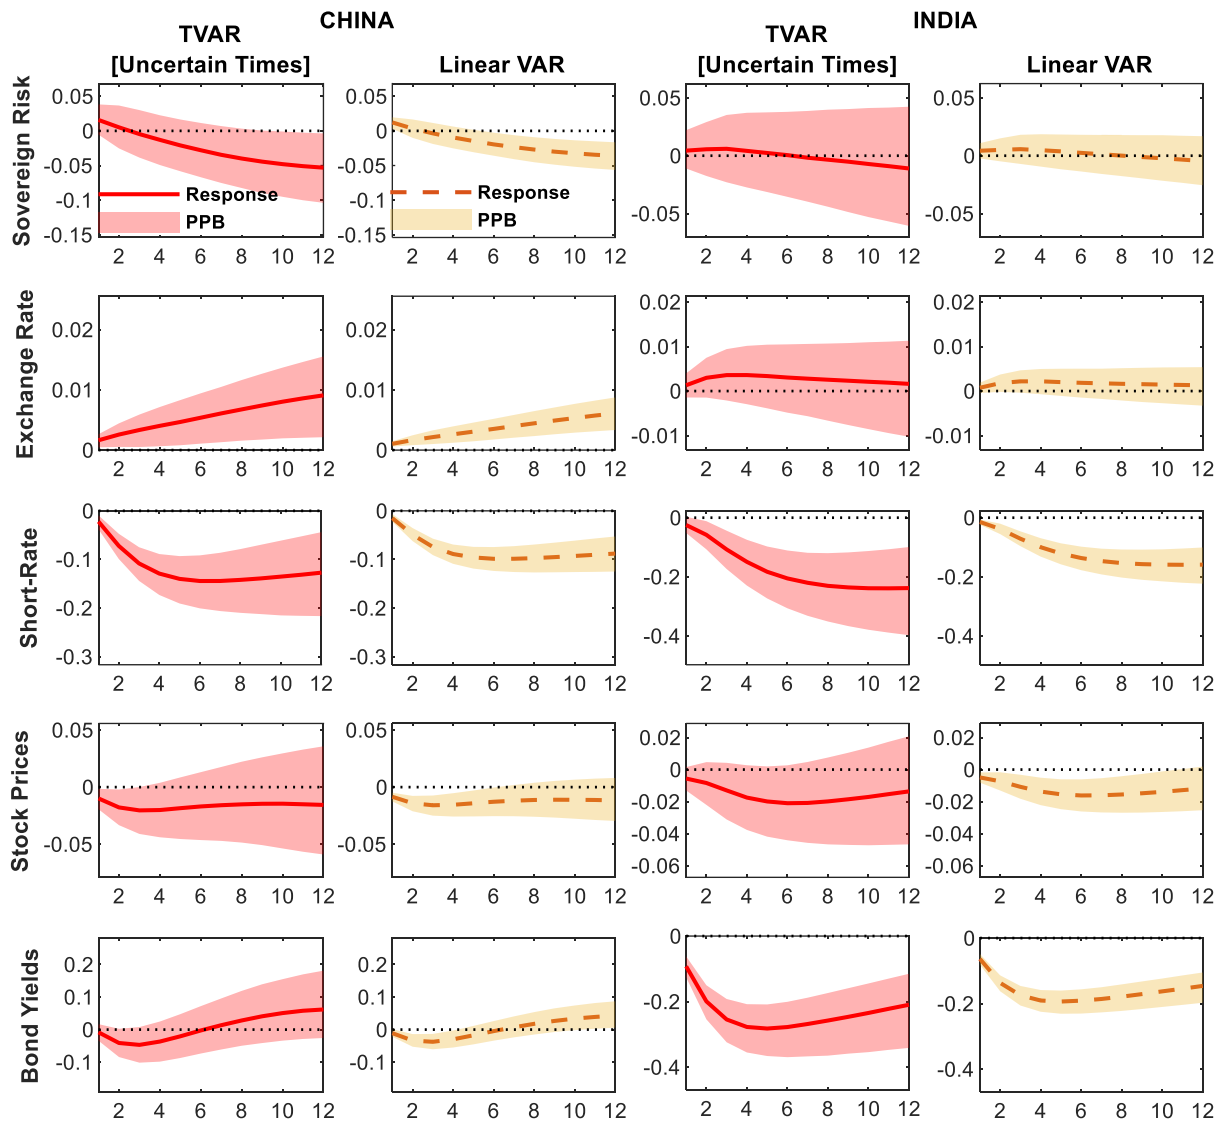 CHINA
INDIA
TVAR
[Uncertain Times]
Linear VAR
TVAR
[Uncertain Times]
Linear VAR
Sovereign Risk
0.05
0
-0.05
-0.1
-0.15
2 4 6 8 10 12
Response
PPB
0.05
0
-0.05
-0.1
-0.15
2 4 6 8 10 12
Response
PPB
0.05
0
-0.05
2 4 6 8 10 12
0.05
0
-0.05
2 4 6 8 10 12
Exchange Rate
0.02
0.01
0
2 4 6 8 10 12
0.02
0.01
0
2 4 6 8 10 12
0.02
0.01
0
-0.01
2 4 6 8 10 12
0.02
0.01
0
-0.01
2 4 6 8 10 12
Short-Rate
0
-0.1
-0.2
-0.3
2 4 6 8 10 12
0
-0.1
-0.2
-0.3
2 4 6 8 10 12
0
-0.2
-0.4
2 4 6 8 10 12
0
-0.2
-0.4
2 4 6 8 10 12
Stock Prices
0.05
0
-0.05
2 4 6 8 10 12
0.05
0
-0.05
2 4 6 8 10 12
0.02
0
-0.02
-0.04
-0.06
2 4 6 8 10 12
0.02
0
-0.02
-0.04
-0.06
2 4 6 8 10 12
Bond Yields
0.2
0.1
0
-0.1
2 4 6 8 10 12
0.2
0.1
0
-0.1
2 4 6 8 10 12
0
-0.2
-0.4
2 4 6 8 10 12
0
-0.2
-0.4
2 4 6 8 10 12